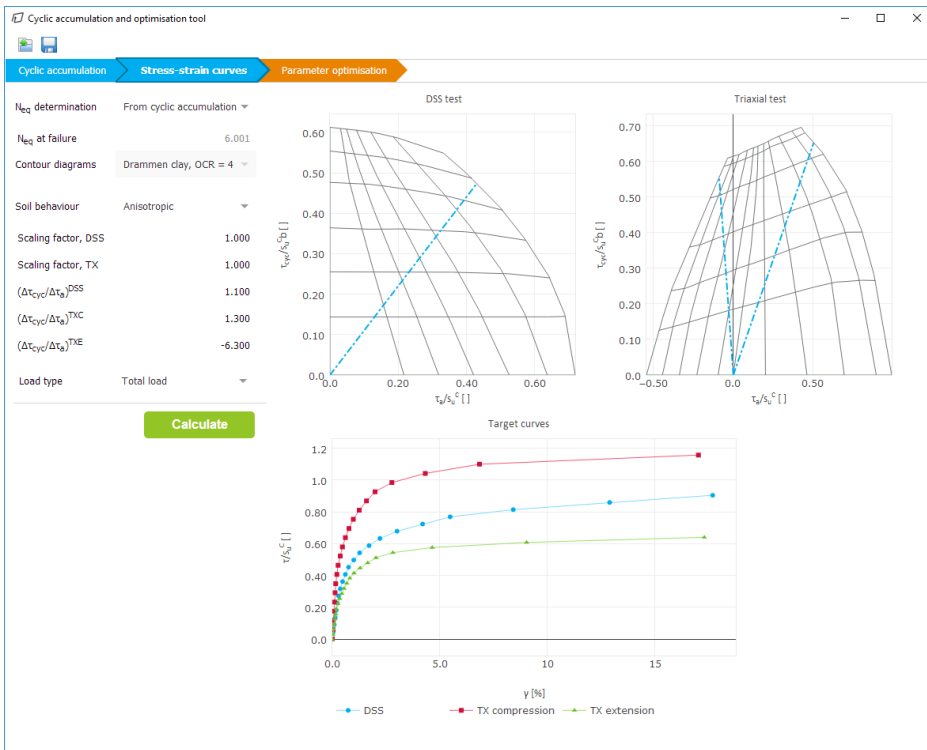 Cyclic accumulation and optimisation tool
Cyclic accumulation
Stress-strain curves
Parameter optimisation
Neq determination From cyclic accumulation
Neq at failure 6.001
Contour diagrams Drammen clay, OCR = 4
Soil behaviour Anisotropic
Scaling factor, DSS 1.000
Scaling factor, TX 1.000
(Δτcyc/Δτa)DSS 1.100
(Δτcyc/Δτa)TXC 1.300
(Δτcyc/Δτa)TXE -6.300
Load type Total load
Calculate
DSS test
τcyc/suCb [ ]
0.60
0.50
0.40
0.30
0.20
0.10
0.0
0.0 0.20 0.40 0.60
τa/suC [ ]
Triaxial test
τcyc/suCb [ ]
0.70
0.60
0.50
0.40
0.30
0.20
0.10
0.0
−0.50 0.0 0.50
τa/suC [ ]
Target curves
τ/suC [ ]
1.2
1.0
0.80
0.60
0.40
0.20
0.0
0.0 5.0 10 15
γ [%]
DSS TX compression TX extension